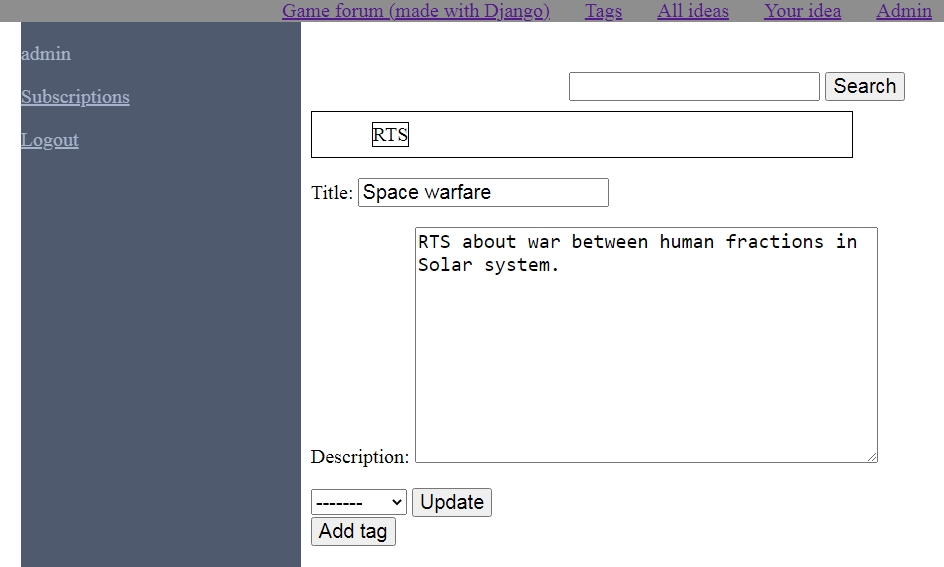 Game forum (made with Django) Tags All ideas Your idea Admin
admin
Subscriptions
Logout
Search
RTS
Title: Space warfare
RTS about war between human fractions in
Solar system.
Description:
------- Update
Add tag